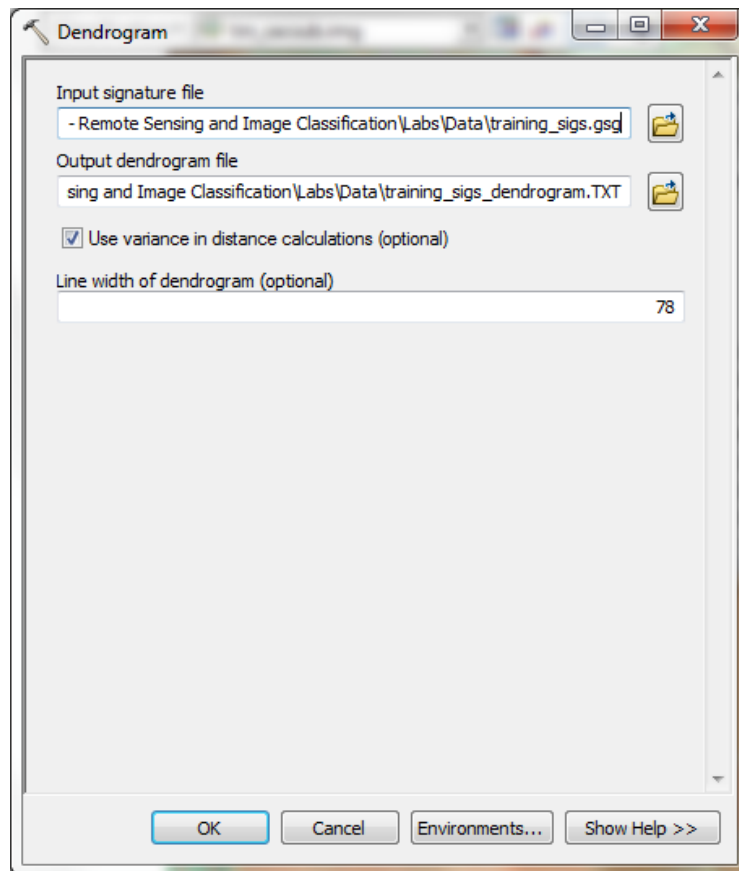 Dendrogram
Input signature file
- Remote Sensing and Image Classification\Labs\Data\training_sigs.gsg
Output dendrogram file
sing and Image Classification\Labs\Data\training_sigs_dendrogram.TXT
Use variance in distance calculations (optional)
Line width of dendrogram (optional)
78
OK Cancel Environments... Show Help >>